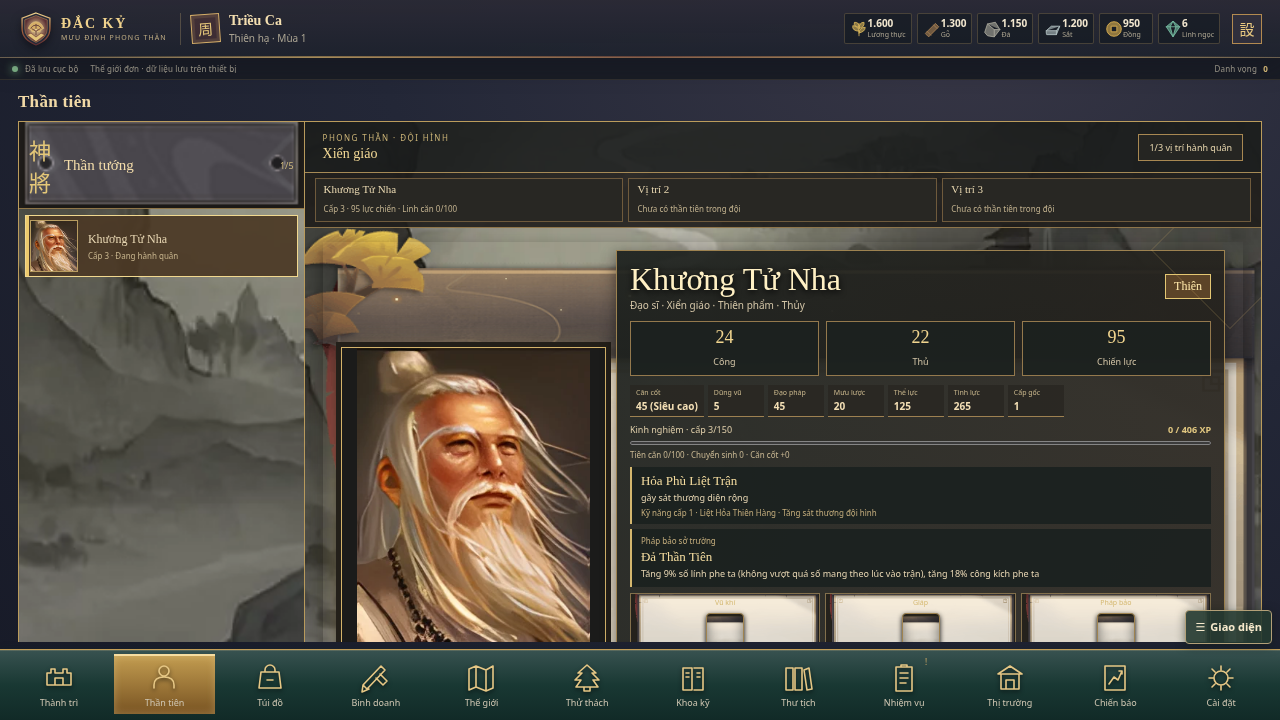 ĐẮC KỶ
MƯU ĐỊNH PHONG THẦN
周
Triều Ca
Thiên hạ · Mùa 1
1.600
Lương thực
1.300
Gỗ
1.150
Đá
1.200
Sắt
950
Đồng
6
Linh ngọc
設
Đã lưu cục bộ
Thế giới đơn · dữ liệu lưu trên thiết bị
Danh vọng 0
Thần tiên
神將
Thần tướng
1/5
Khương Tử Nha
Cấp 3 · Đang hành quân
PHONG THẦN · ĐỘI HÌNH
Xiển giáo
1/3 vị trí hành quân
Khương Tử Nha
Cấp 3 · 95 lực chiến · Linh căn 0/100
Vị trí 2
Chưa có thần tiên trong đội
Vị trí 3
Chưa có thần tiên trong đội
Khương Tử Nha
Đạo sĩ · Xiển giáo · Thiên phẩm · Thủy
Thiên
24
Công
22
Thủ
95
Chiến lực
Căn cốt
45 (Siêu cao)
Dũng vũ
5
Đạo pháp
45
Mưu lược
20
Thể lực
125
Tinh lực
265
Cấp gốc
1
Kinh nghiệm · cấp 3/150
0 / 406 XP
Tiên căn 0/100 · Chuyển sinh 0 · Căn cốt +0
Hỏa Phù Liệt Trận
gây sát thương diện rộng
Kỹ năng cấp 1 · Liệt Hỏa Thiên Hàng · Tăng sát thương đội hình
Pháp bảo sở trường
Đả Thần Tiên
Tăng 9% số lính phe ta (không vượt quá số mang theo lúc vào trận), tăng 18% công kích phe ta
Vũ khí
Giáp
Pháp bảo
☰ Giao diện
Thành trì
Thần tiên
Túi đồ
Binh doanh
Thế giới
Thử thách
Khoa kỹ
Thư tịch
!
Nhiệm vụ
Thị trường
Chiến báo
Cài đặt